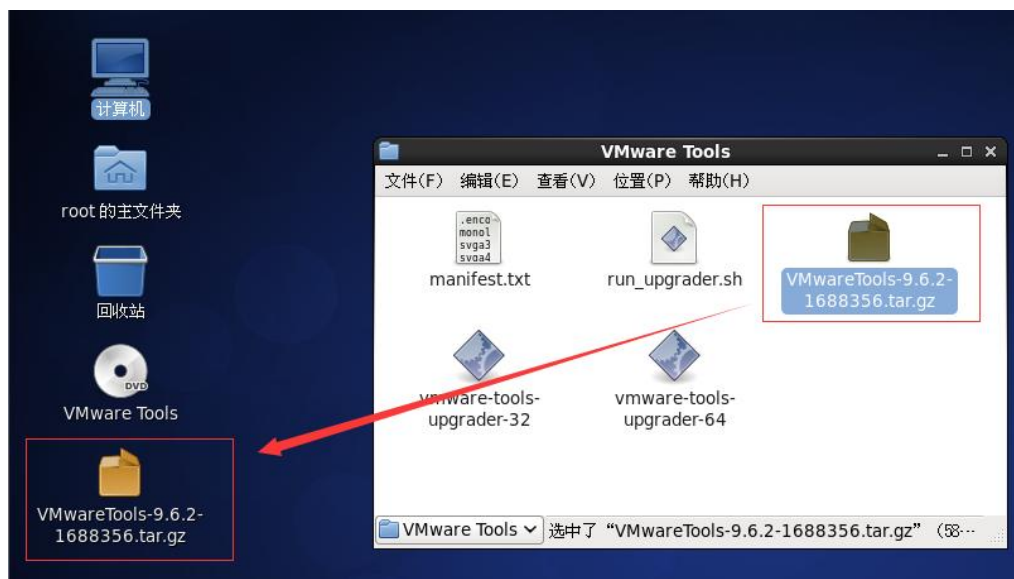 计算机
root 的主文件夹
回收站
DVD
VMware Tools
VMwareTools-9.6.2-
1688356.tar.gz
VMware Tools
文件(F) 编辑(E) 查看(V) 位置(P) 帮助(H)
.enco
monol
svga3
svga4
manifest.txt
run_upgrader.sh
VMwareTools-9.6.2-
1688356.tar.gz
vmware-tools-
upgrader-32
vmware-tools-
upgrader-64
VMware Tools 选中了“VMwareTools-9.6.2-1688356.tar.gz” (58…